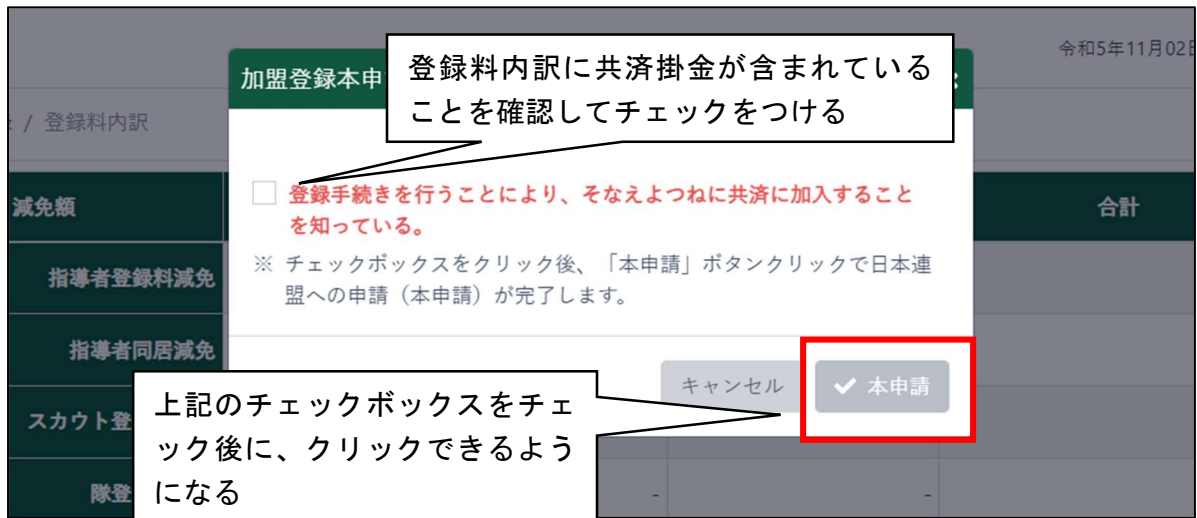 令和5年11月02日
加盟登録本申
登録料内訳に共済掛金が含まれている
ことを確認してチェックをつける
/ 登録料内訳
減免額
合計
登録手続きを行うことにより、そなえよつねに共済に加入すること
を知っている。
※ チェックボックスをクリック後、「本申請」ボタンクリックで日本連
盟への申請（本申請）が完了します。
指導者登録料減免
指導者同居減免
キャンセル
✓ 本申請
スカウト登
上記のチェックボックスをチェ
ック後に、クリックできるよう
になる
隊登
-
-